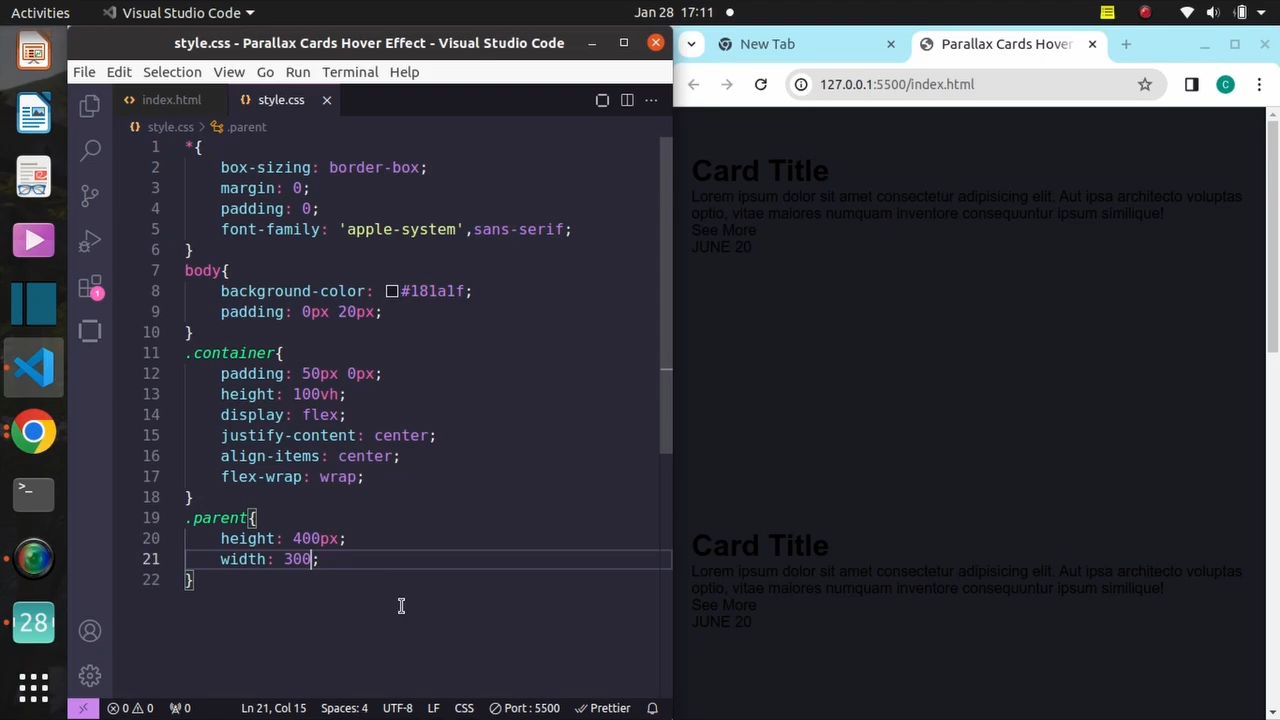 Activities
Visual Studio Code
Jan 28 17:11
style.css - Parallax Cards Hover Effect - Visual Studio Code
File Edit Selection View Go Run Terminal Help
index.html
style.css
style.css > .parent
1 *{
2 box-sizing: border-box;
3 margin: 0;
4 padding: 0;
5 font-family: 'apple-system',sans-serif;
6 }
7 body{
8 background-color: #181a1f;
9 padding: 0px 20px;
10 }
11 .container{
12 padding: 50px 0px;
13 height: 100vh;
14 display: flex;
15 justify-content: center;
16 align-items: center;
17 flex-wrap: wrap;
18 }
19 .parent{
20 height: 400px;
21 width: 300;
22 }
1
28
0 0 0
Ln 21, Col 15
Spaces: 4
UTF-8
LF
CSS
Port : 5500
Prettier
New Tab
Parallax Cards Hover
127.0.0.1:5500/index.html
C
Card Title
Lorem ipsum dolor sit amet consectetur adipisicing elit. Aut ipsa architecto voluptas
optio, vitae maiores numquam inventore consequuntur ipsum similique!
See More
JUNE 20
Card Title
Lorem ipsum dolor sit amet consectetur adipisicing elit. Aut ipsa architecto voluptas
optio, vitae maiores numquam inventore consequuntur ipsum similique!
See More
JUNE 20